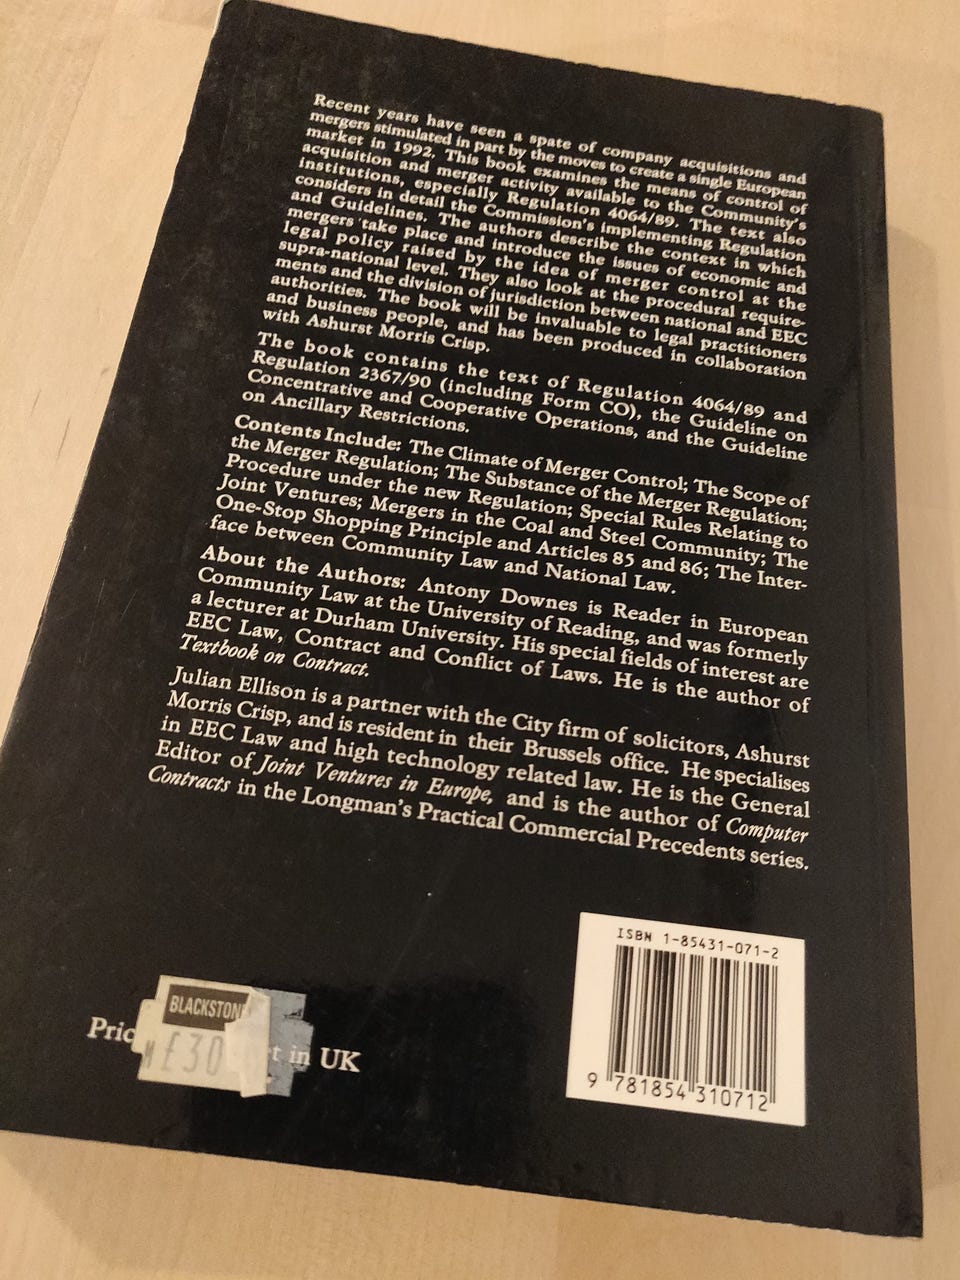 Recent years have seen a spate of company acquisitions and
mergers stimulated in part by the moves to create a single European
market in 1992. This book examines the means of control of
acquisition and merger activity available to the Community's
institutions, especially Regulation 4064/89. The text also
considers in detail the Commission's implementing Regulation
and Guidelines. The authors describe the context in which
mergers take place and introduce the issues of economic and
legal policy raised by the idea of merger control at the
supra-national level. They also look at the procedural require-
ments and the division of jurisdiction between national and EEC
authorities. The book will be invaluable to legal practitioners
and business people, and has been produced in collaboration
with Ashurst Morris Crisp.
The book contains the text of Regulation 4064/89 and
Regulation 2367/90 (including Form CO), the Guideline on
Concentrative and Cooperative Operations, and the Guideline
on Ancillary Restrictions.
Contents Include: The Climate of Merger Control; The Scope of
the Merger Regulation; The Substance of the Merger Regulation;
Procedure under the new Regulation; Special Rules Relating to
Joint Ventures; Mergers in the Coal and Steel Community; The
One-Stop Shopping Principle and Articles 85 and 86; The Inter-
face between Community Law and National Law.
About the Authors: Antony Downes is Reader in European
Community Law at the University of Reading, and was formerly
a lecturer at Durham University. His special fields of interest are
EEC Law, Contract and Conflict of Laws. He is the author of
Textbook on Contract.
Julian Ellison is a partner with the City firm of solicitors, Ashurst
Morris Crisp, and is resident in their Brussels office. He specialises
in EEC Law and high technology related law. He is the General
Editor of Joint Ventures in Europe, and is the author of Computer
Contracts in the Longman's Practical Commercial Precedents series.
ISBN 1-85431-071-2
9 781854 310712
BLACKSTON
£30
in UK